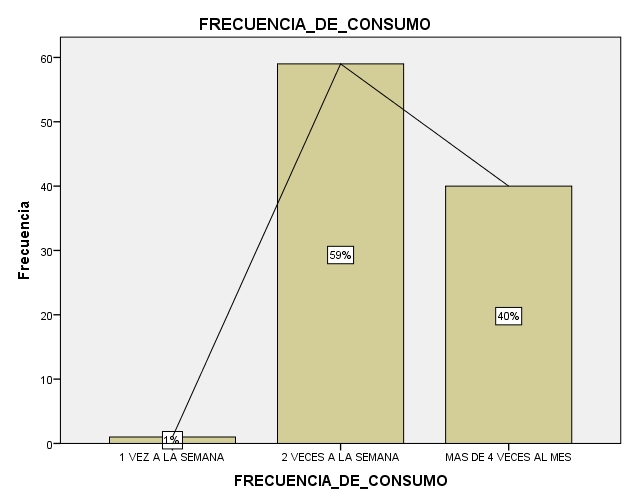 FRECUENCIA_DE_CONSUMO
60
50
40
30
20
10
0
Frecuencia
1%
59%
40%
1 VEZ A LA SEMANA
2 VECES A LA SEMANA
MAS DE 4 VECES AL MES
FRECUENCIA_DE_CONSUMO